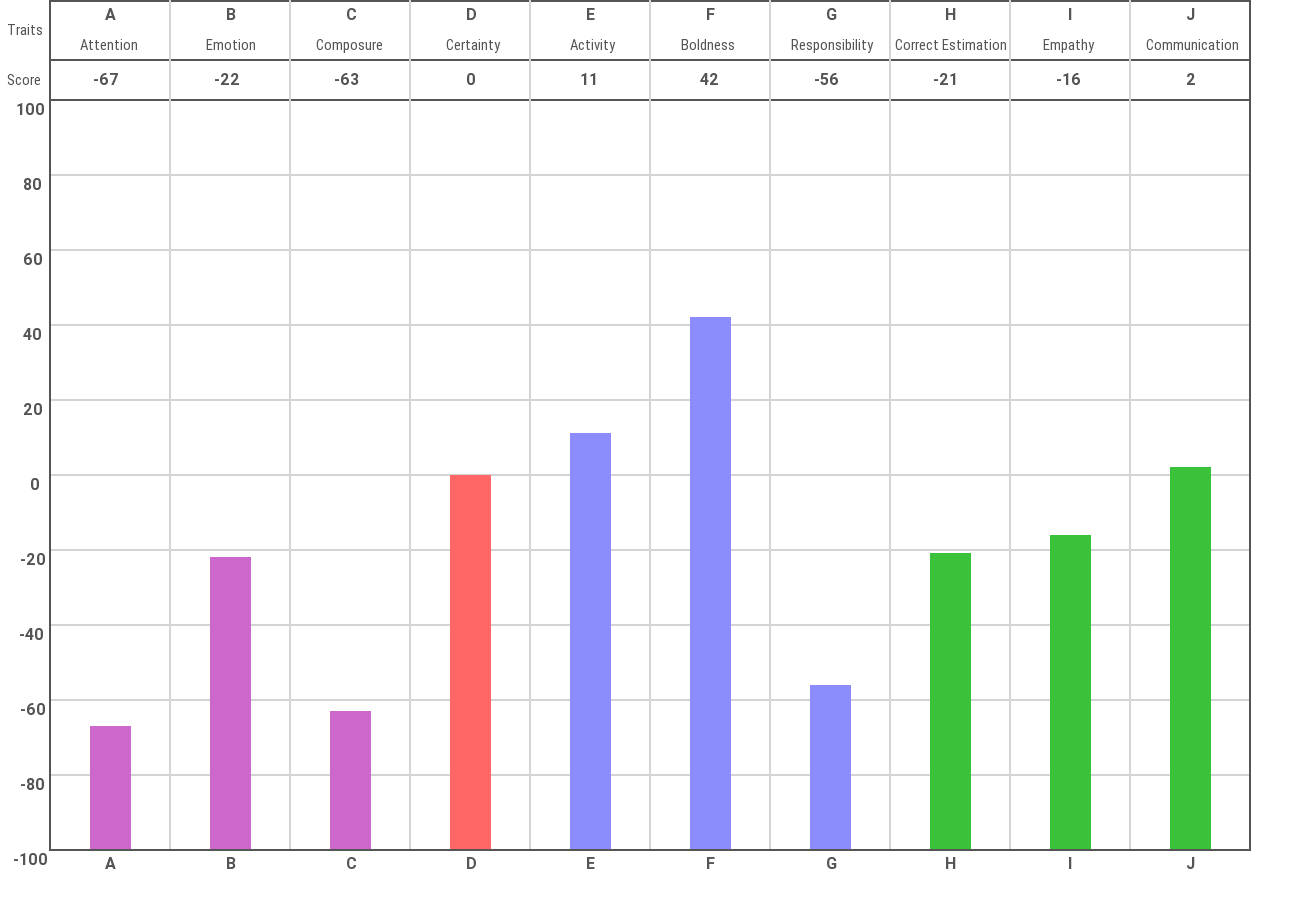 A B C D E F G H I J
Traits
Attention Emotion Composure Certainty Activity Boldness Responsibility Correct Estimation Empathy Communication
Score -67 -22 -63 0 11 42 -56 -21 -16 2
100
80
60
40
20
0
-20
-40
-60
-80
-100
A B C D E F G H I J